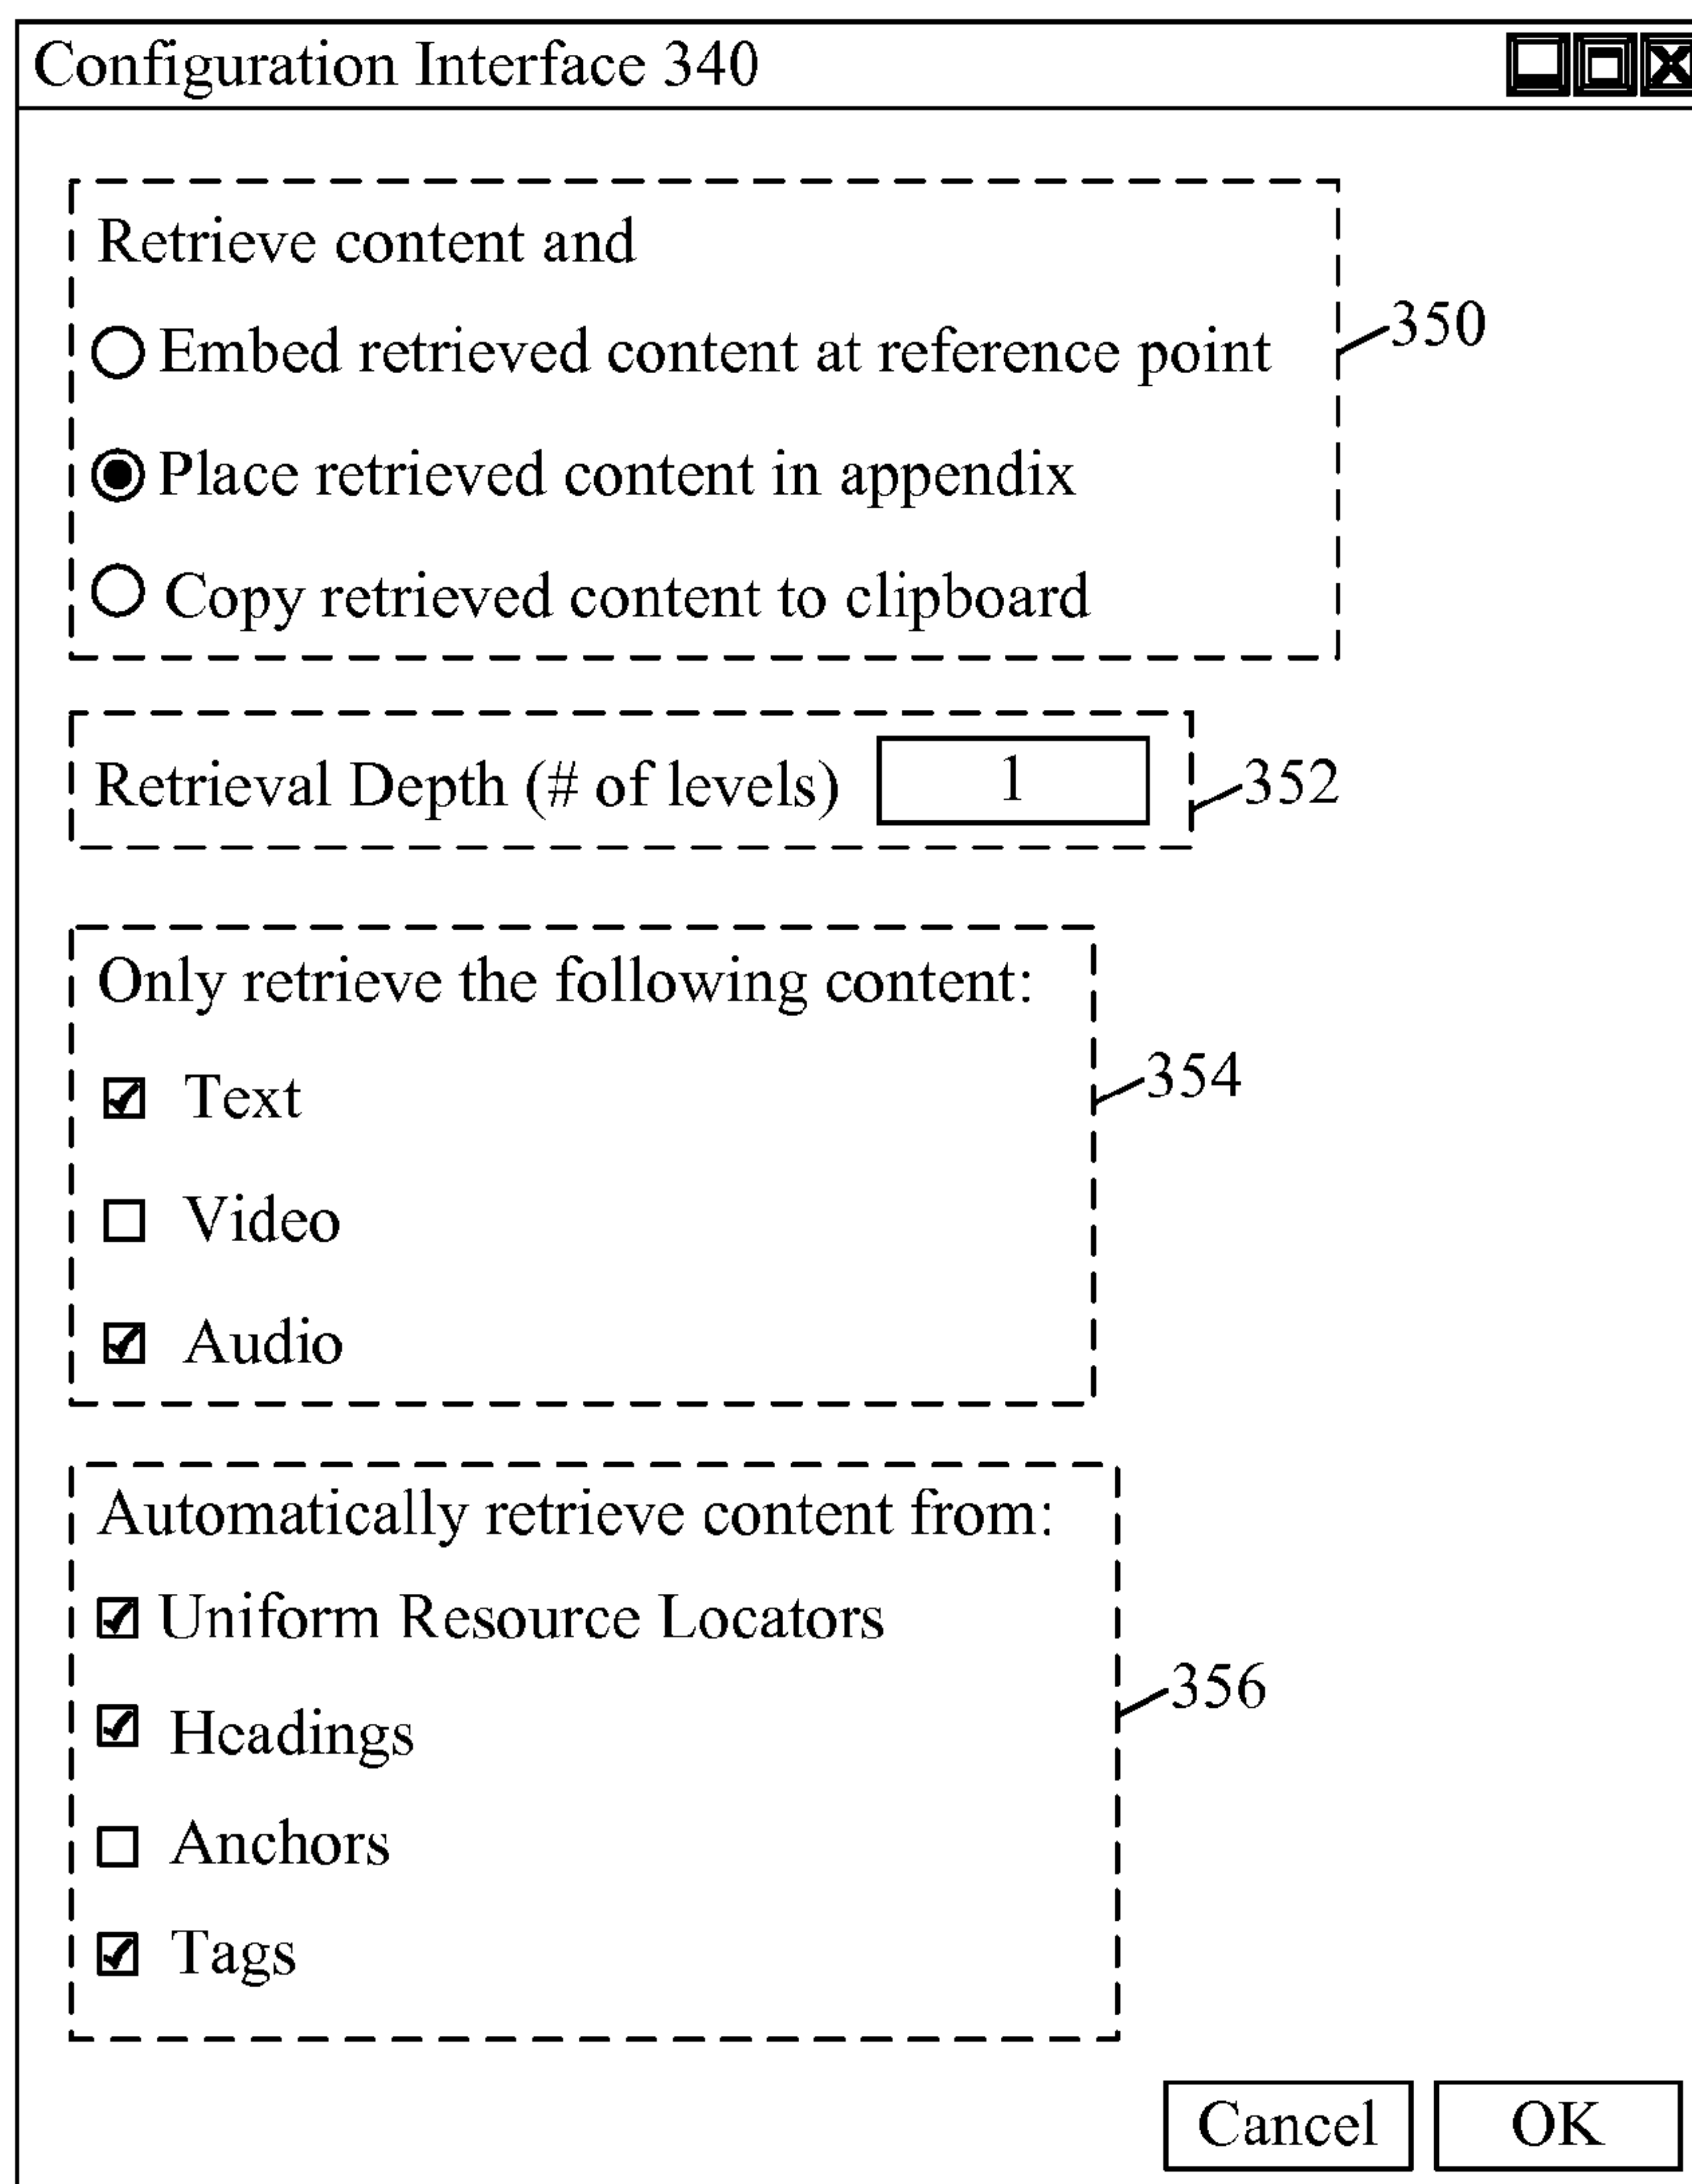 Configuration Interface 340
Retrieve content and
Embed retrieved content at reference point
350
Place retrieved content in appendix
Copy retrieved content to clipboard
Retrieval Depth (# of levels) 1
352
Only retrieve the following content:
Text
354
Video
Audio
Automatically retrieve content from:
Uniform Resource Locators
356
Headings
Anchors
Tags
Cancel OK